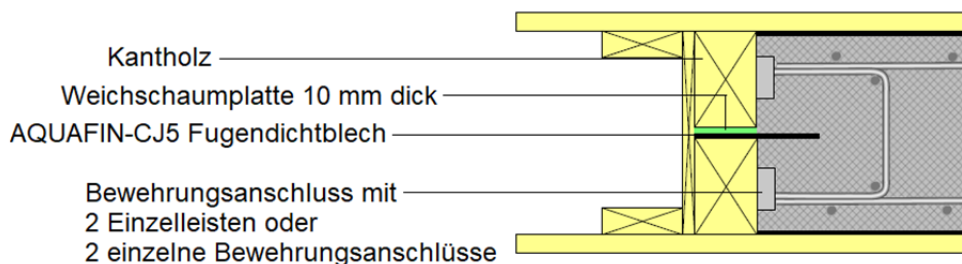 Kantholz
Weichschaumplatte 10 mm dick
AQUAFIN-CJ5 Fugendichtblech
Bewehrungsanschluss mit
2 Einzelleisten oder
2 einzelne Bewehrungsanschlüsse